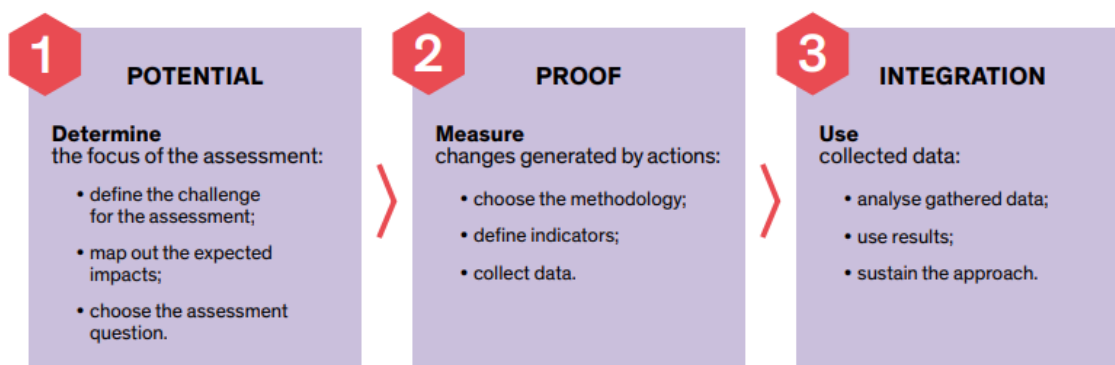 1
POTENTIAL
Determine
the focus of the assessment:
• define the challenge
for the assessment;
• map out the expected
impacts;
• choose the assessment
question.
2
PROOF
Measure
changes generated by actions:
• choose the methodology;
• define indicators;
• collect data.
3
INTEGRATION
Use
collected data:
• analyse gathered data;
• use results;
• sustain the approach.